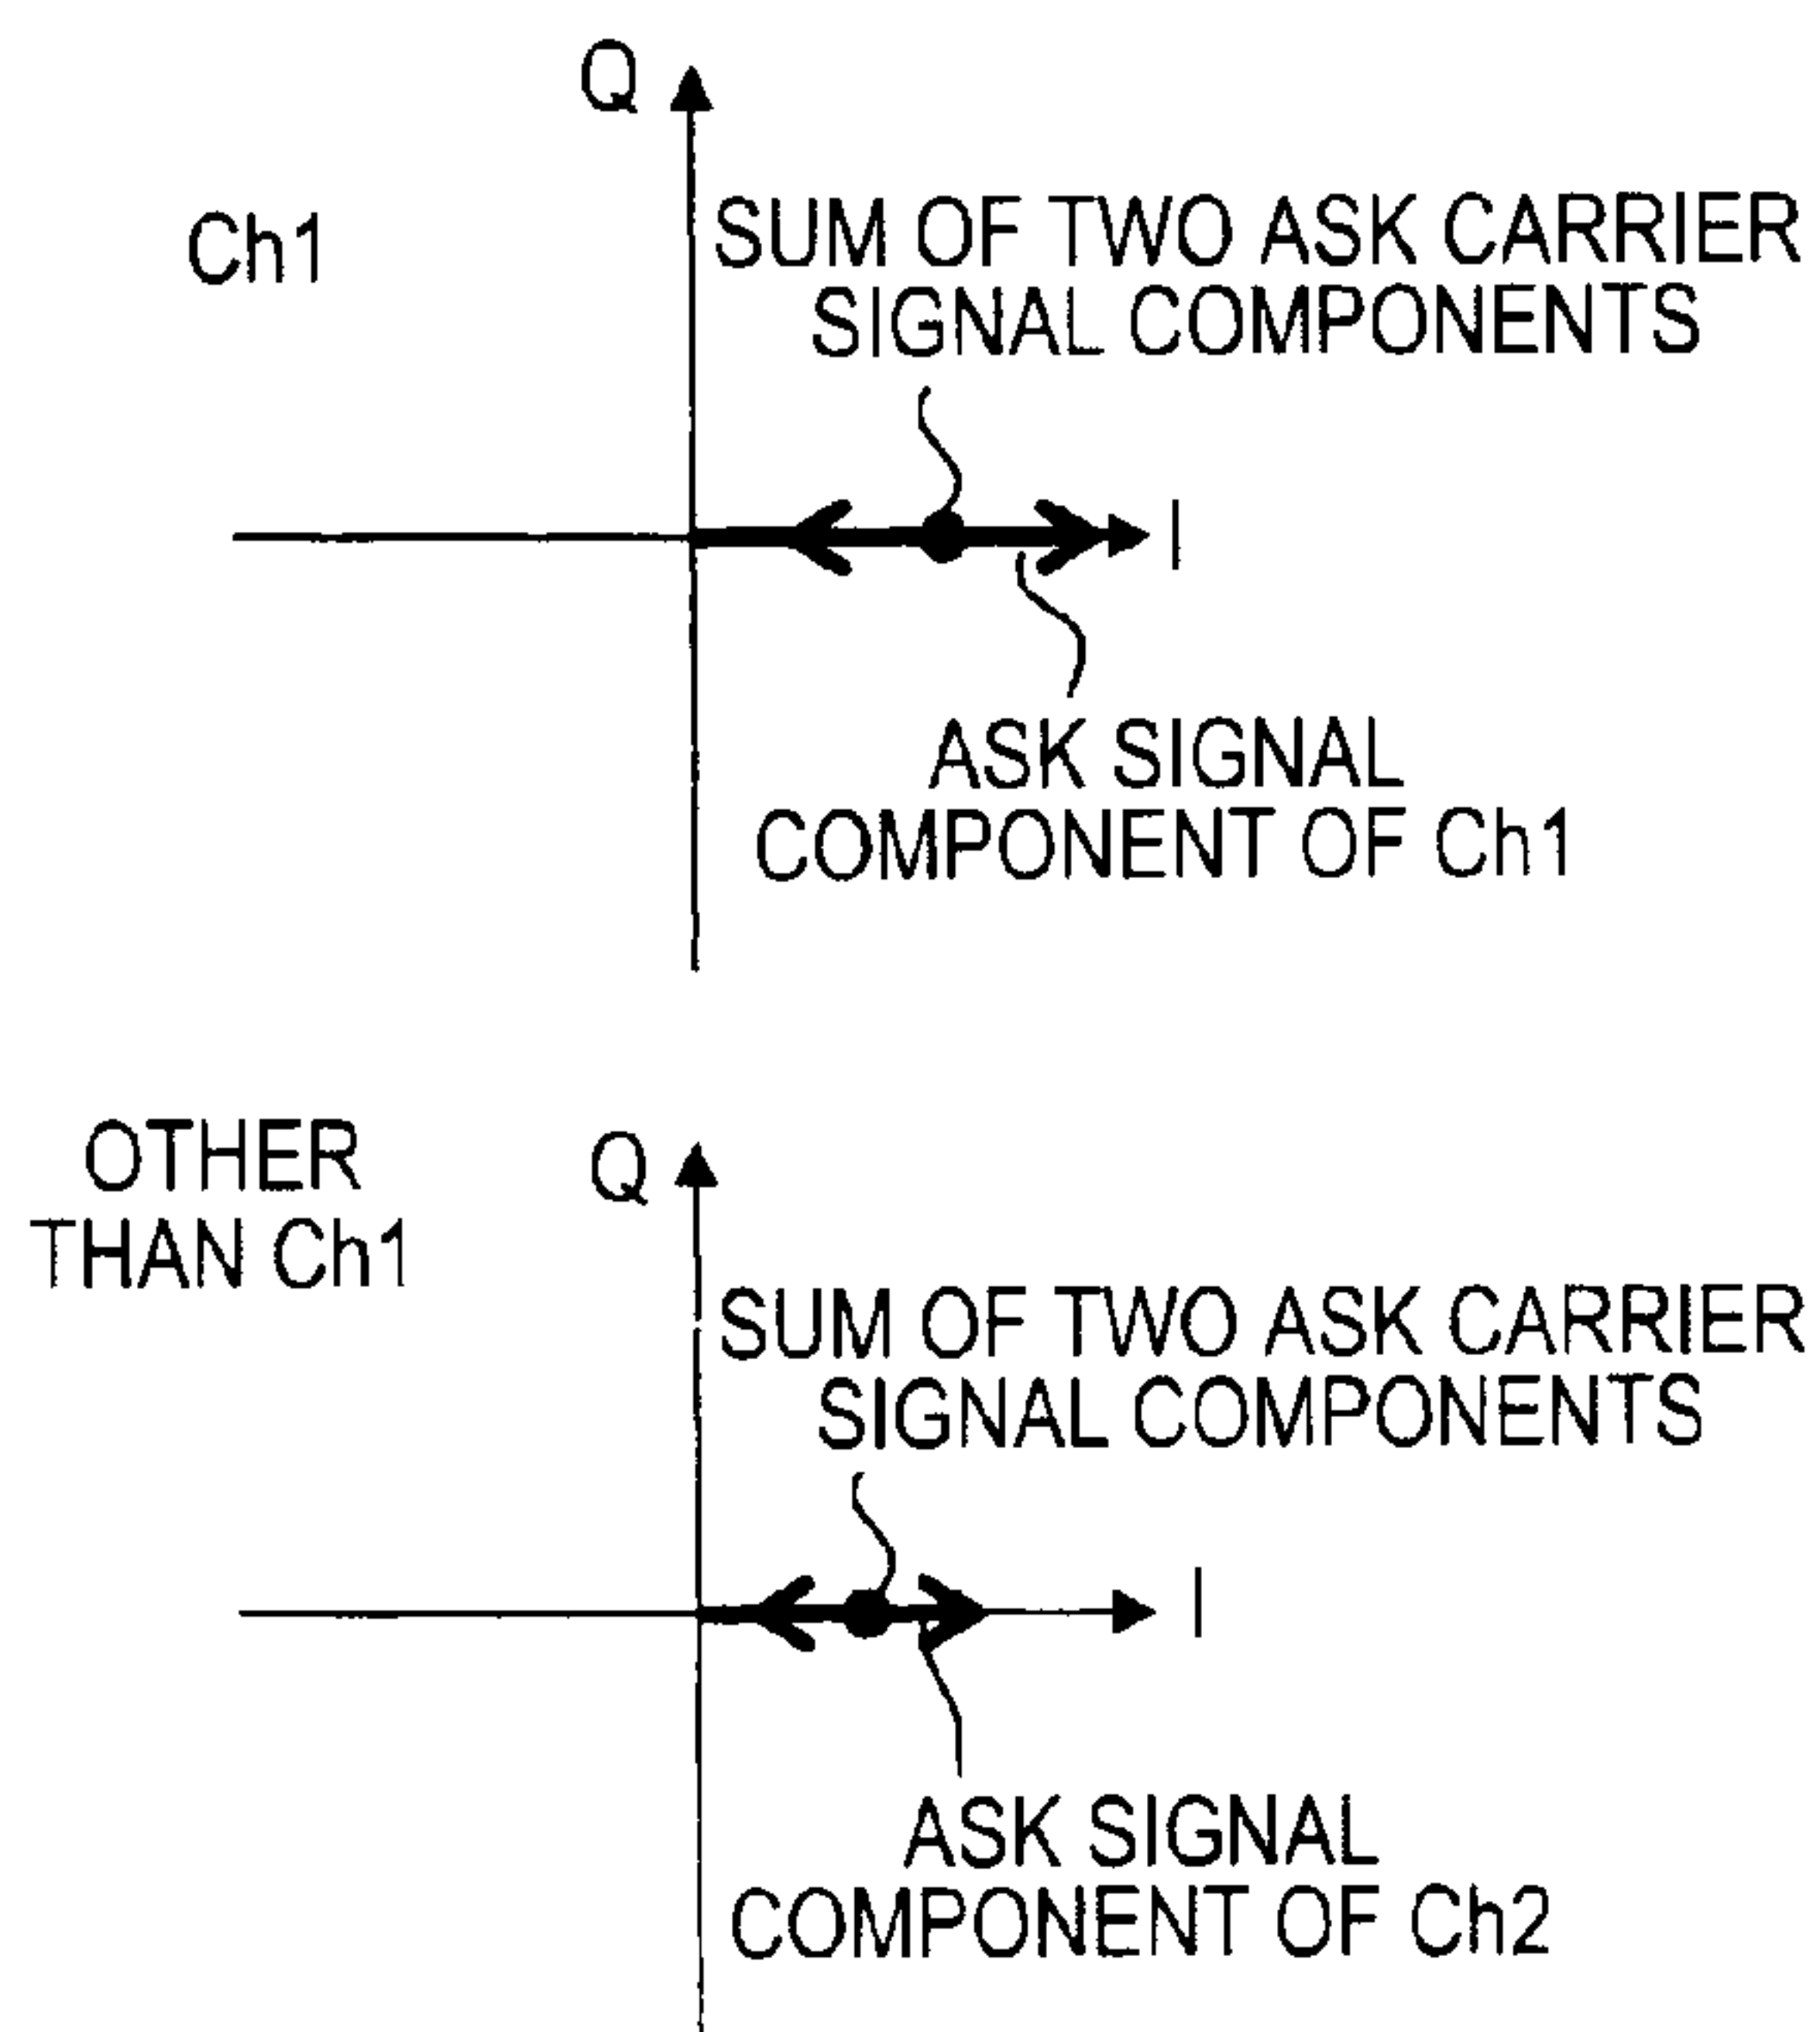 Q
Ch1
SUM OF TWO ASK CARRIER
SIGNAL COMPONENTS
I
ASK SIGNAL
COMPONENT OF Ch1
OTHER
THAN Ch1
Q
SUM OF TWO ASK CARRIER
SIGNAL COMPONENTS
I
ASK SIGNAL
COMPONENT OF Ch2